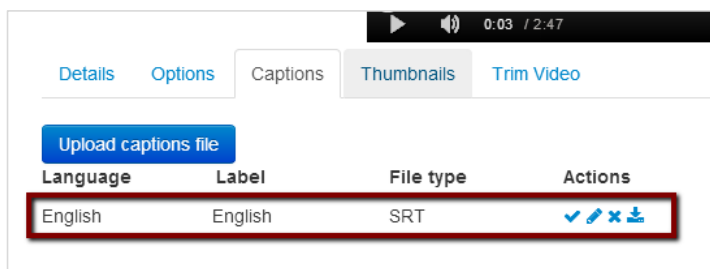 0:03 / 2:47
Details Options Captions Thumbnails Trim Video
Upload captions file
Language Label File type Actions
English English SRT